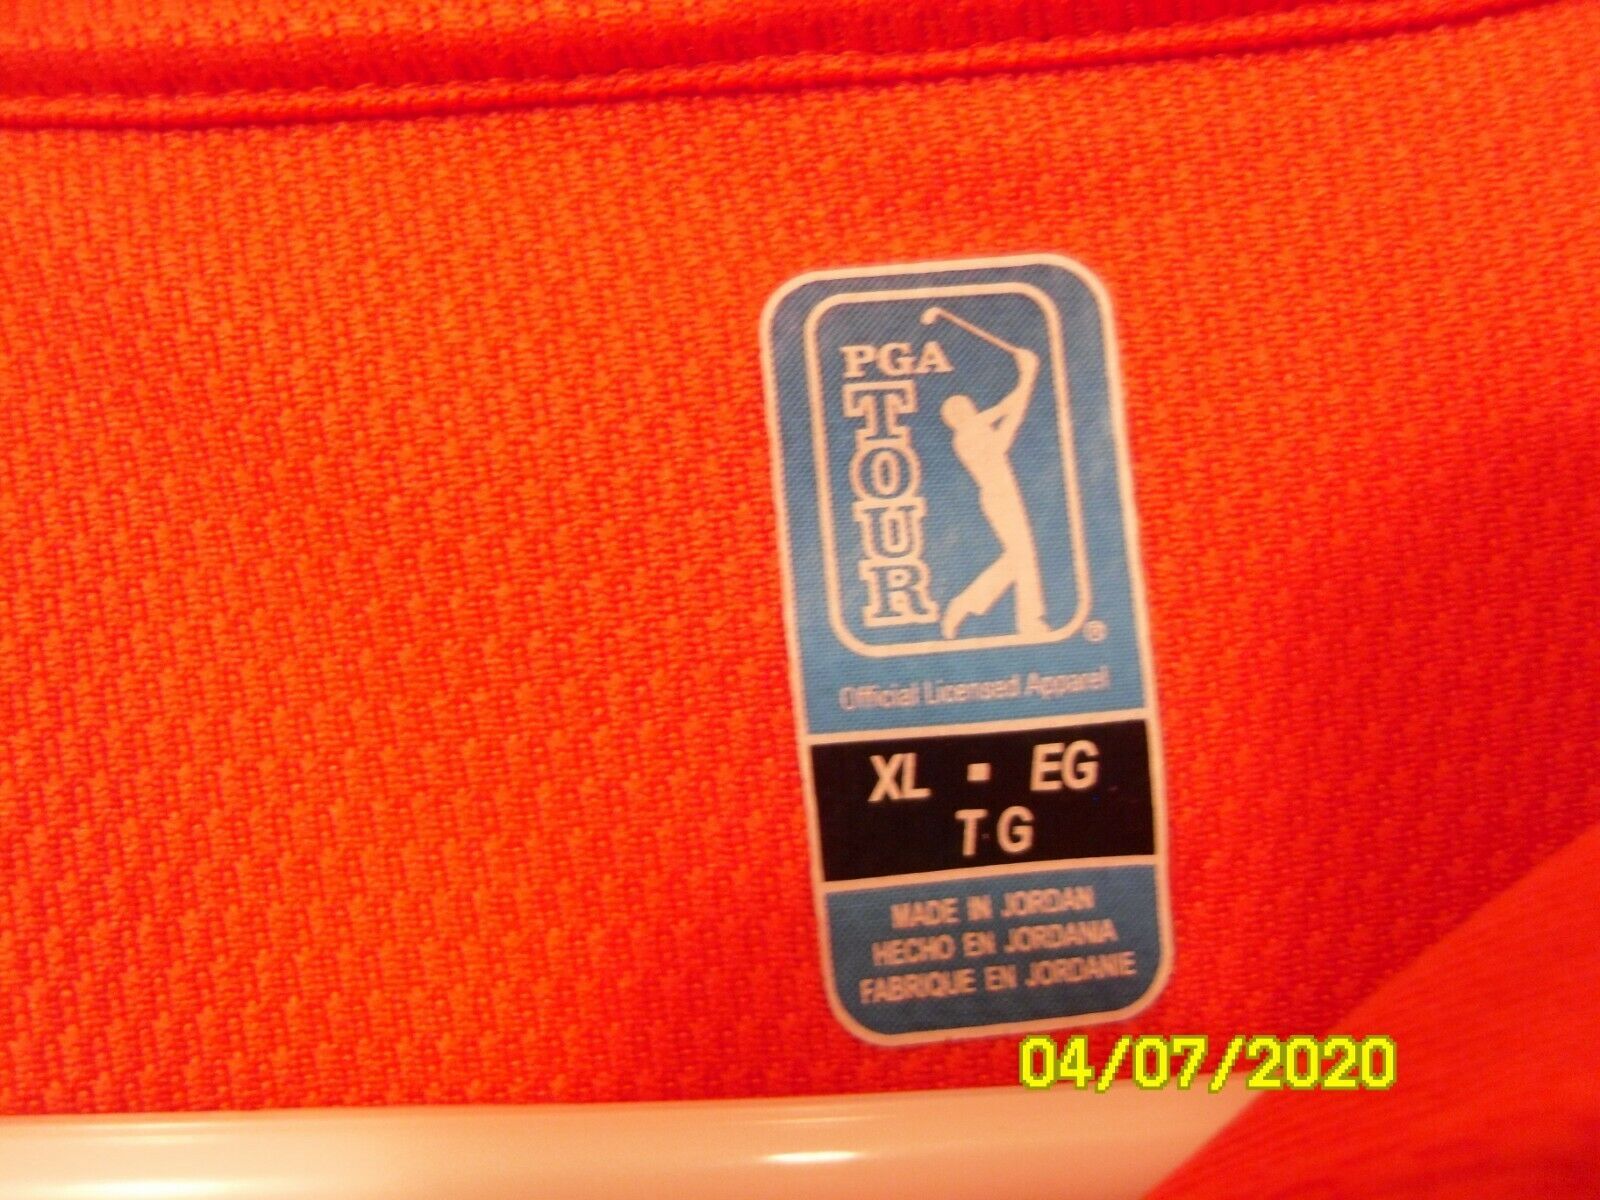 PGA
TOUR
®
Official Licensed Apparel
XL ▪ EG
TG
MADE IN JORDAN
HECHO EN JORDANIA
FABRIQUE EN JORDANIE
04/07/2020